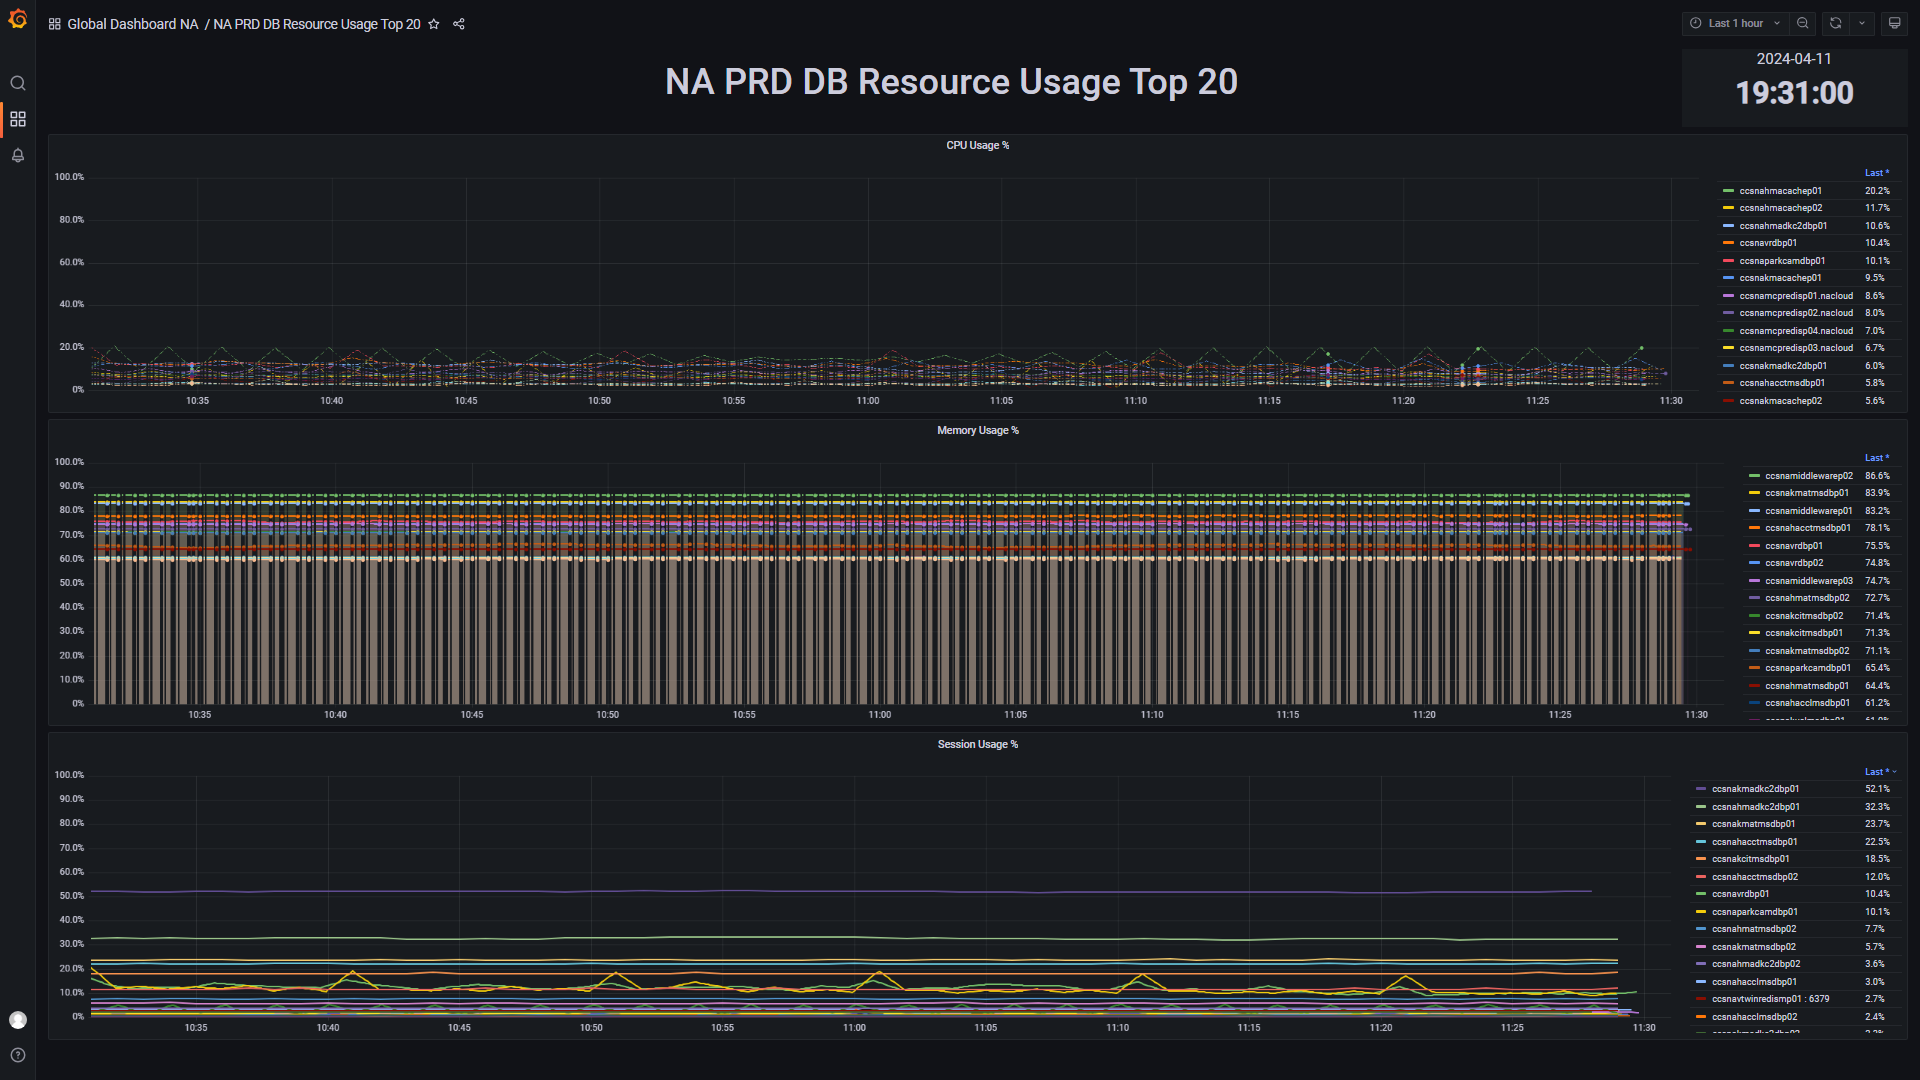 Global Dashboard NA / NA PRD DB Resource Usage Top 20
Last 1 hour
NA PRD DB Resource Usage Top 20
2024-04-11
19:31:00
CPU Usage %
100.0%
80.0%
60.0%
40.0%
20.0%
0%
10:35 10:40 10:45 10:50 10:55 11:00 11:05 11:10 11:15 11:20 11:25 11:30
Last *
ccsnahmacachep01 20.2%
ccsnahmacachep02 11.7%
ccsnahmadkc2dbp01 10.6%
ccsnavrdbp01 10.4%
ccsnaparkcamdbp01 10.1%
ccsnakmacachep01 9.5%
ccsnamcpredisp01.nacloud 8.6%
ccsnamcpredisp02.nacloud 8.0%
ccsnamcpredisp04.nacloud 7.0%
ccsnamcpredisp03.nacloud 6.7%
ccsnakmadkc2dbp01 6.0%
ccsnahacctmsdbp01 5.8%
ccsnakmacachep02 5.6%
Memory Usage %
100.0%
90.0%
80.0%
70.0%
60.0%
50.0%
40.0%
30.0%
20.0%
10.0%
0%
10:35 10:40 10:45 10:50 10:55 11:00 11:05 11:10 11:15 11:20 11:25 11:30
Last *
ccsnamiddlewarep02 86.6%
ccsnakmatmsdbp01 83.9%
ccsnamiddlewarep01 83.2%
ccsnahacctmsdbp01 78.1%
ccsnavrdbp01 75.5%
ccsnavrdbp02 74.8%
ccsnamiddlewarep03 74.7%
ccsnahmatmsdbp02 72.7%
ccsnakcitmsdbp02 71.4%
ccsnakcitmsdbp01 71.3%
ccsnakmatmsdbp02 71.1%
ccsnaparkcamdbp01 65.4%
ccsnahmatmsdbp01 64.4%
ccsnahacclmsdbp01 61.2%
Session Usage %
100.0%
90.0%
80.0%
70.0%
60.0%
50.0%
40.0%
30.0%
20.0%
10.0%
0%
10:35 10:40 10:45 10:50 10:55 11:00 11:05 11:10 11:15 11:20 11:25 11:30
Last *
ccsnakmadkc2dbp01 52.1%
ccsnahmadkc2dbp01 32.3%
ccsnakmatmsdbp01 23.7%
ccsnahacctmsdbp01 22.5%
ccsnakcitmsdbp01 18.5%
ccsnahacctmsdbp02 12.0%
ccsnavrdbp01 10.4%
ccsnaparkcamdbp01 10.1%
ccsnahmatmsdbp02 7.7%
ccsnakmatmsdbp02 5.7%
ccsnahmadkc2dbp02 3.6%
ccsnahacclmsdbp01 3.0%
ccsnavtwinredismp01 : 6379 2.7%
ccsnahacclmsdbp02 2.4%